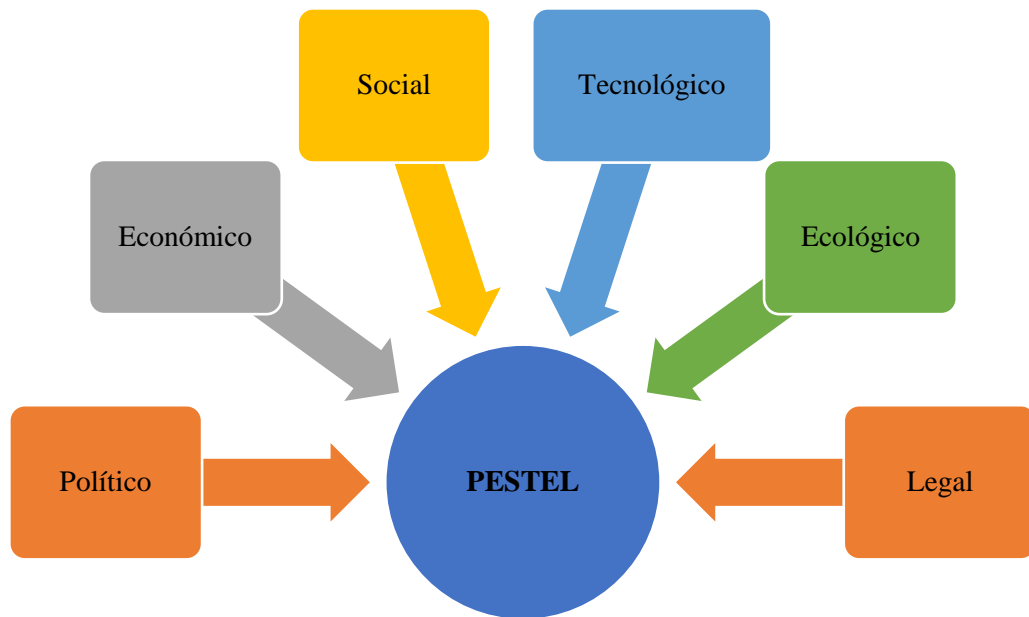 Social
Tecnológico
Económico
Ecológico
Político
PESTEL
Legal